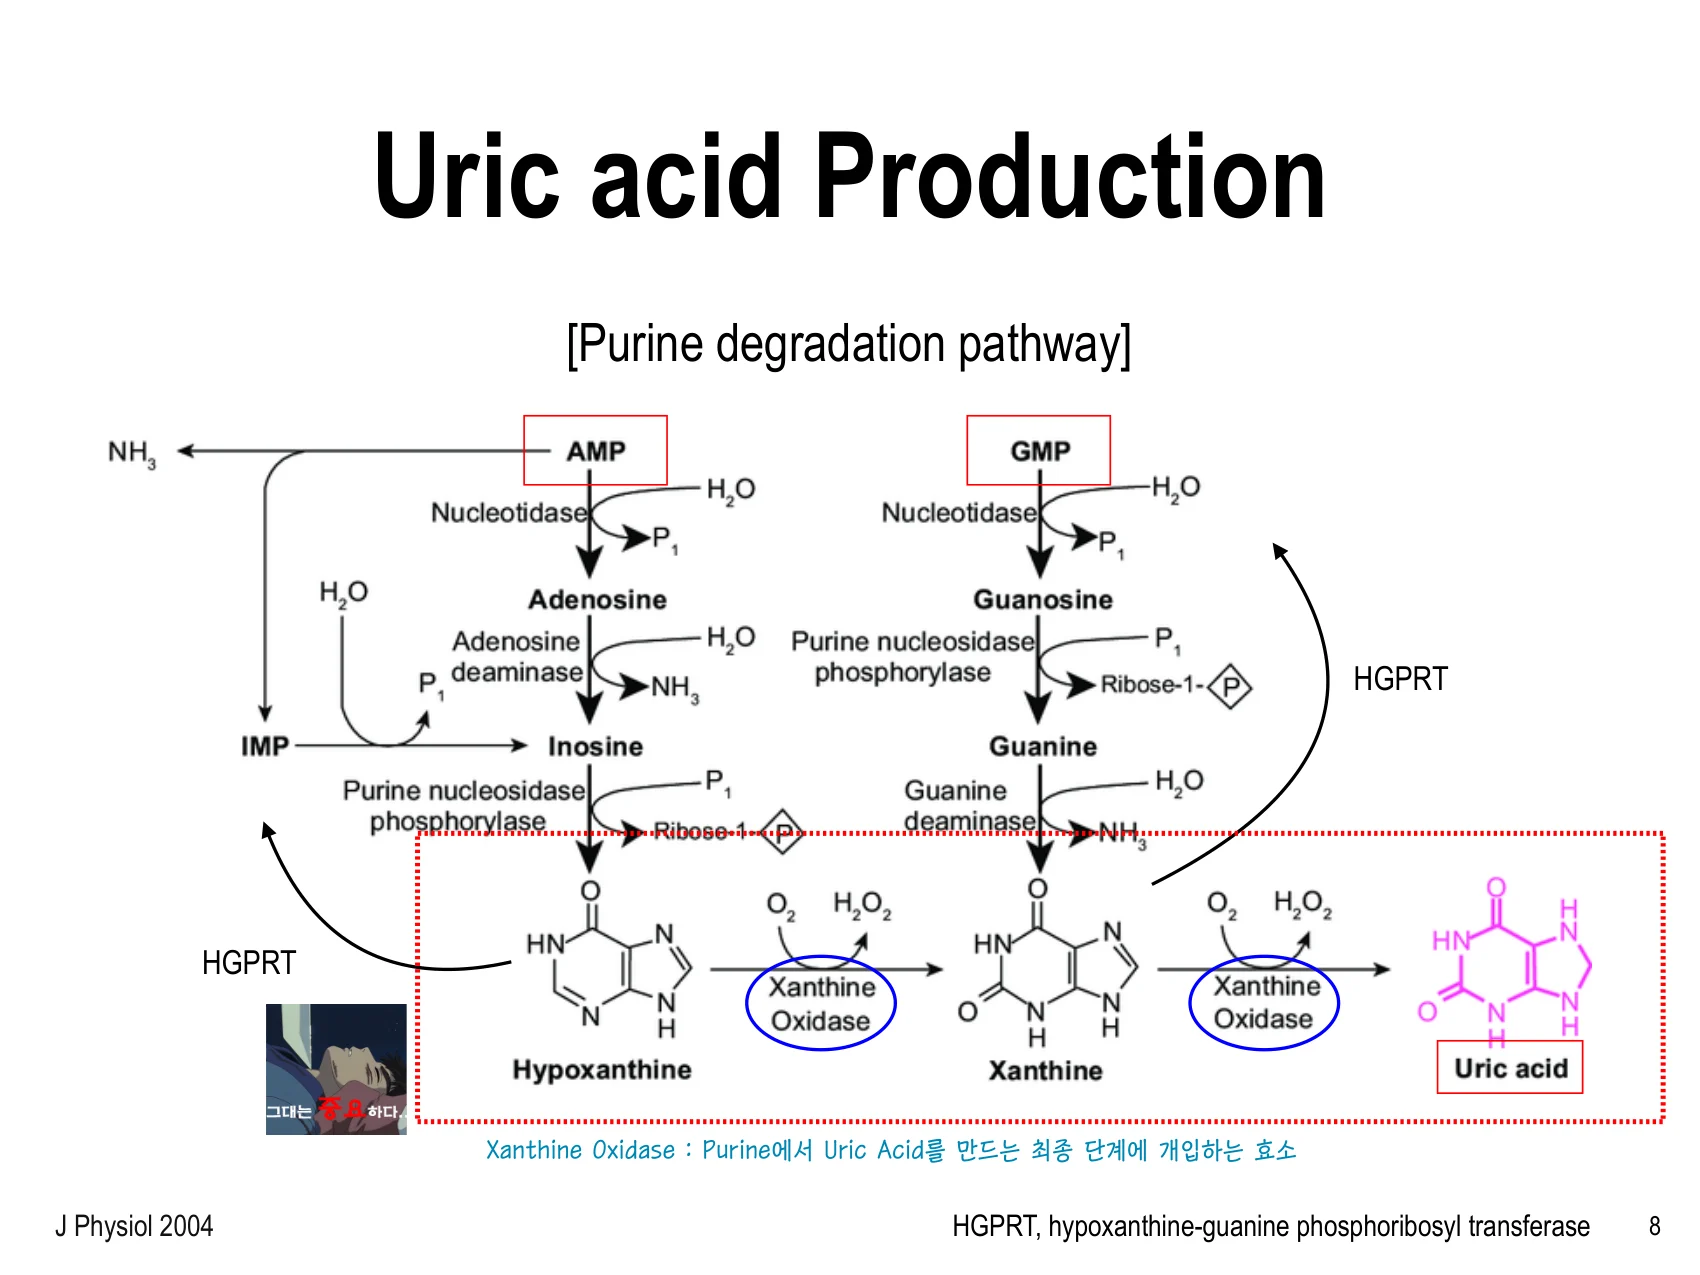 Uric acid Production
[Purine degradation pathway]
NH3
AMP
GMP
Nucleotidase
H2O
P1
Nucleotidase
H2O
P1
H2O
Adenosine
Guanosine
Adenosine
deaminase
H2O
NH3
Purine nucleosidase
phosphorylase
P1
Ribose-1-P
HGPRT
P1
IMP
Inosine
Guanine
Purine nucleosidase
phosphorylase
P1
Ribose-1-P
Guanine
deaminase
H2O
NH3
HGPRT
O
HN
N
N
N
H
Hypoxanthine
O2
H2O2
Xanthine
Oxidase
O
HN
N
O
N
H
N
H
Xanthine
O2
H2O2
Xanthine
Oxidase
O
HN
H
N
O
N
H
N
H
Uric acid
그대는 중요하다..
Xanthine Oxidase : Purine에서 Uric Acid를 만드는 최종 단계에 개입하는 효소
J Physiol 2004
HGPRT, hypoxanthine-guanine phosphoribosyl transferase
8